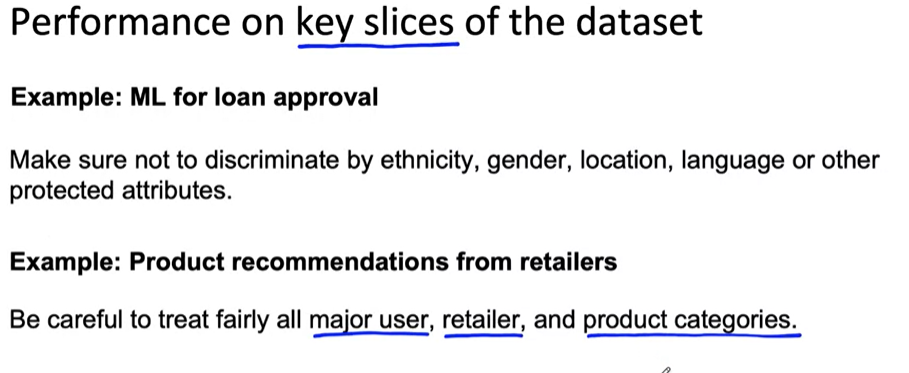 Performance on key slices of the dataset
Example: ML for loan approval
Make sure not to discriminate by ethnicity, gender, location, language or other
protected attributes.
Example: Product recommendations from retailers
Be careful to treat fairly all major user, retailer, and product categories.